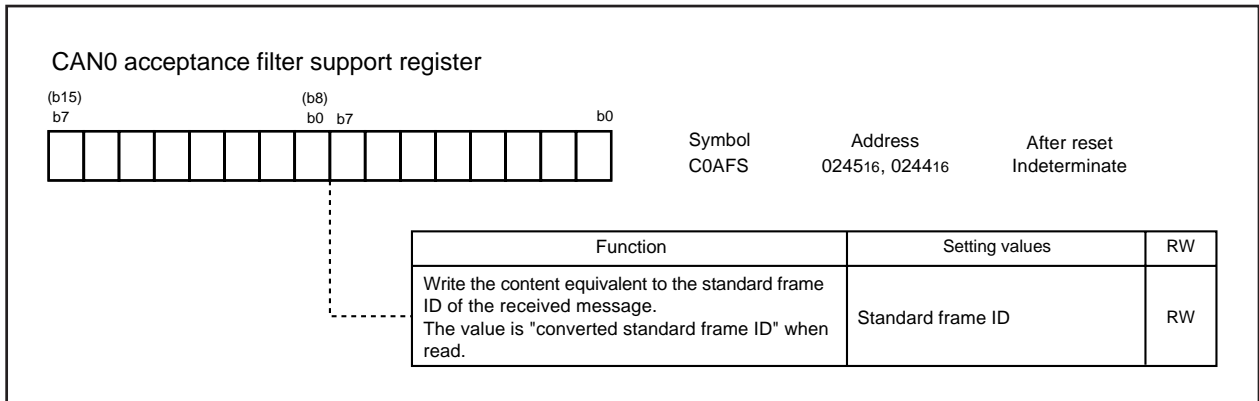 CAN0 acceptance filter support register
(b15) (b8)
b7 b0 b7 b0
Symbol Address After reset
C0AFS 024516, 024416 Indeterminate
Function Setting values RW
Write the content equivalent to the standard frame
ID of the received message.
The value is "converted standard frame ID" when
read.
Standard frame ID
RW